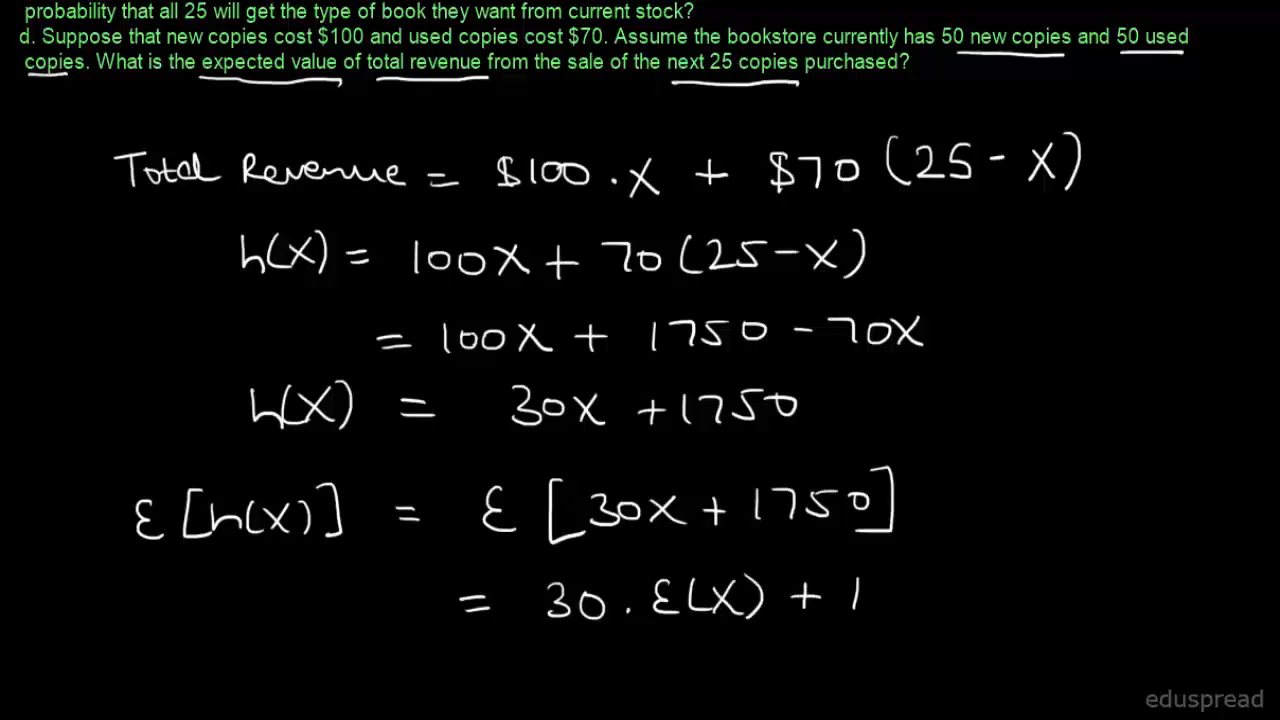 probability that all 25 will get the type of book they want from current stock?
d. Suppose that new copies cost $100 and used copies cost $70. Assume the bookstore currently has 50 new copies and 50 used
copies. What is the expected value of total revenue from the sale of the next 25 copies purchased?
Total Revenue = $100 . X + $70 (25 - X)
h(X) = 100X + 70 (25 - X)
= 100X + 1750 - 70X
h(X) = 30X + 1750
E [h(X)] = E [30X + 1750]
= 30 . E(X) + 1
eduspread